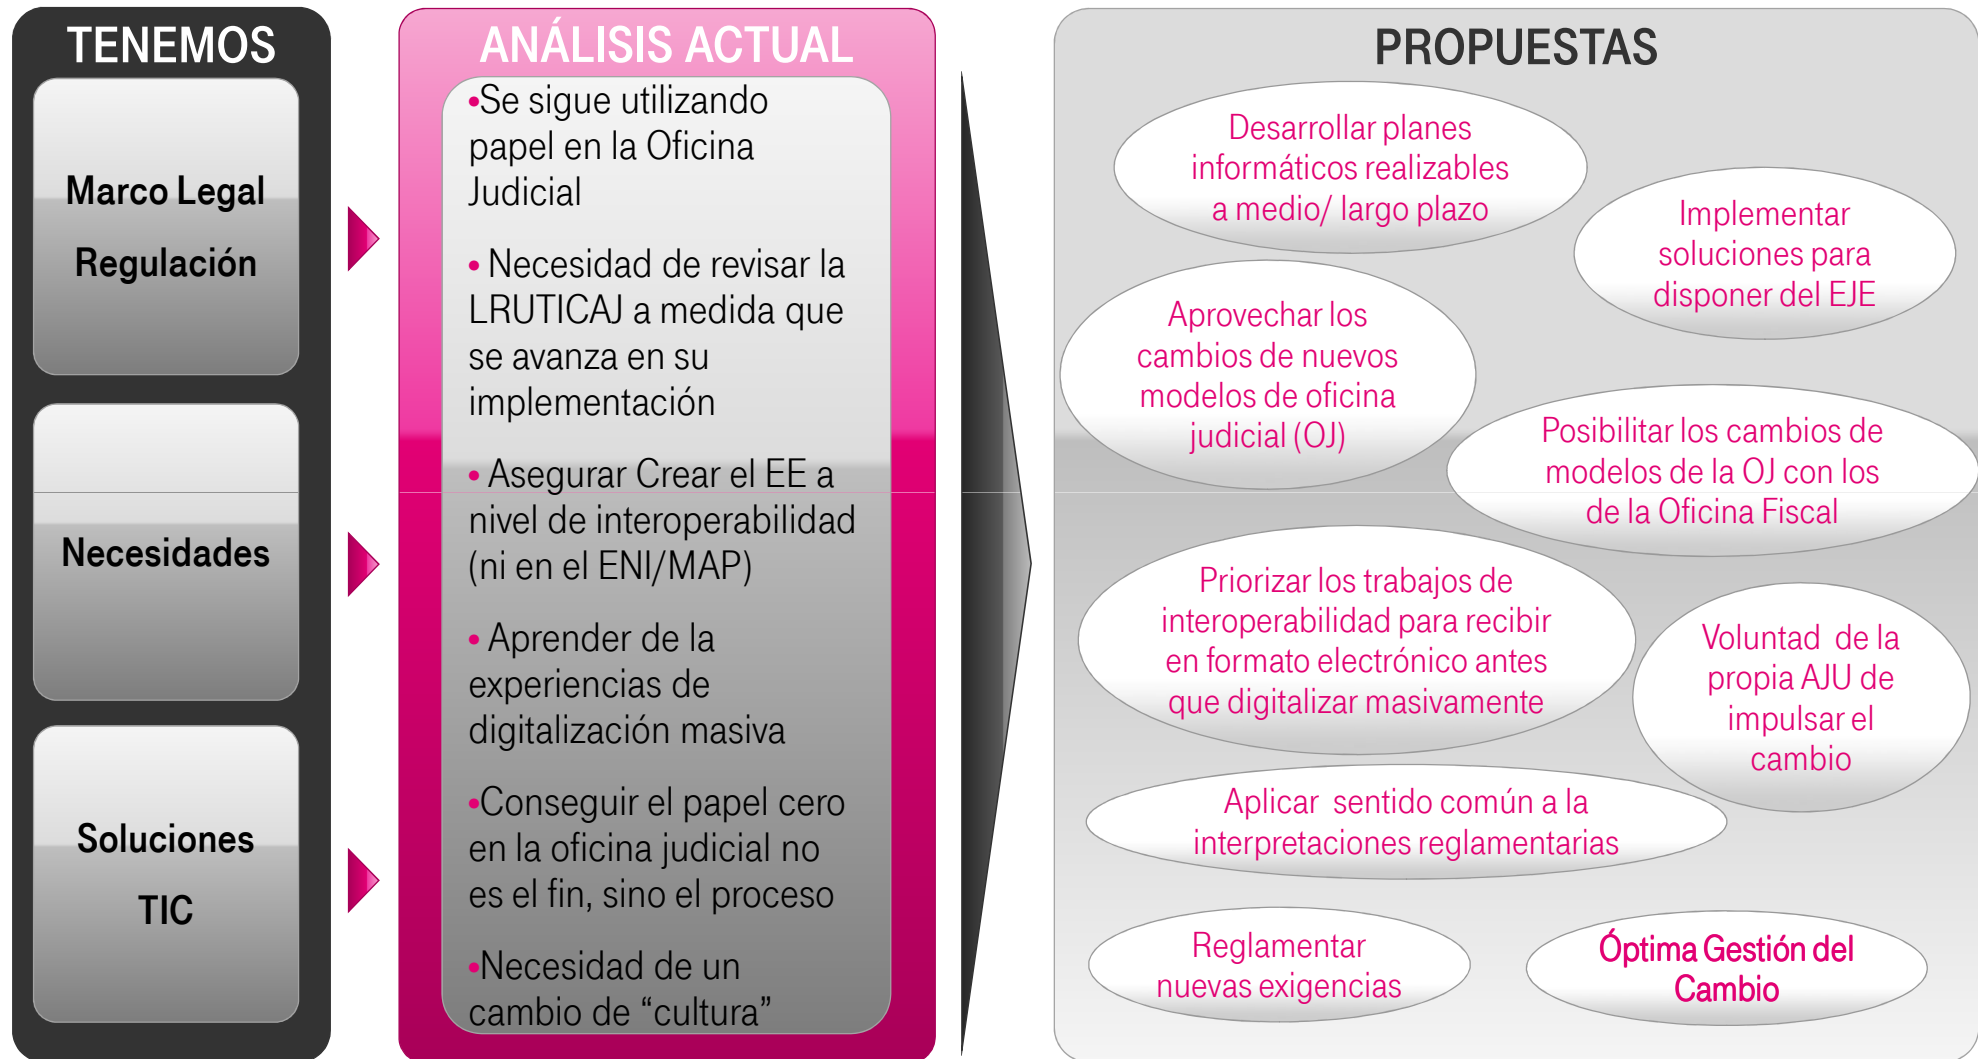 TENEMOS
Marco Legal
Regulación
Necesidades
Soluciones
TIC
ANÁLISIS ACTUAL
•Se sigue utilizando
papel en la Oficina
Judicial
• Necesidad de revisar la
LRUTICAJ a medida que
se avanza en su
implementación
• Asegurar Crear el EE a
nivel de interoperabilidad
(ni en el ENI/MAP)
• Aprender de la
experiencias de
digitalización masiva
•Conseguir el papel cero
en la oficina judicial no
es el fin, sino el proceso
•Necesidad de un
cambio de “cultura”
PROPUESTAS
Desarrollar planes
informáticos realizables
a medio/ largo plazo
Implementar
soluciones para
disponer del EJE
Aprovechar los
cambios de nuevos
modelos de oficina
judicial (OJ)
Posibilitar los cambios de
modelos de la OJ con los
de la Oficina Fiscal
Priorizar los trabajos de
interoperabilidad para recibir
en formato electrónico antes
que digitalizar masivamente
Voluntad de la
propia AJU de
impulsar el
cambio
Aplicar sentido común a la
interpretaciones reglamentarias
Reglamentar
nuevas exigencias
Óptima Gestión del
Cambio